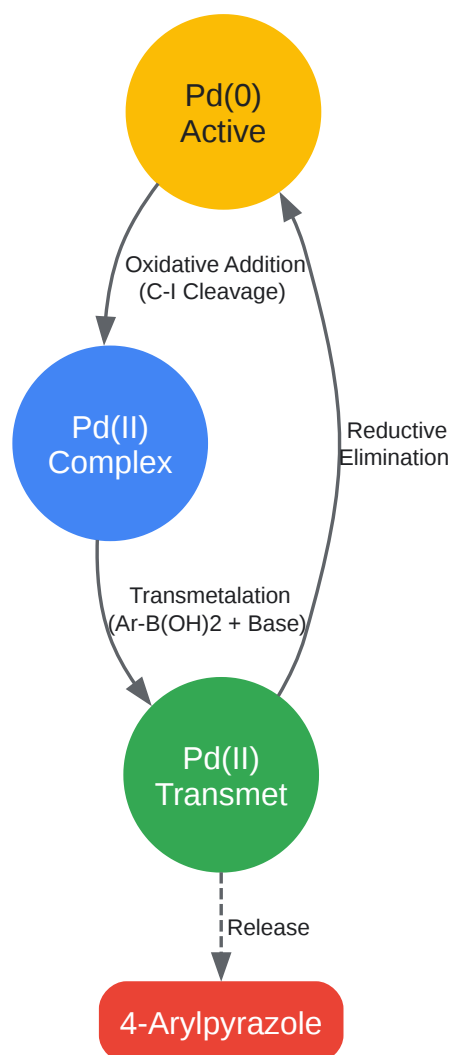 Pd(0)
Active
Oxidative Addition
(C-I Cleavage)
Pd(II)
Complex
Reductive
Elimination
Transmetalation
(Ar-B(OH)2 + Base)
Pd(II)
Transmet
Release
4-Arylpyrazole